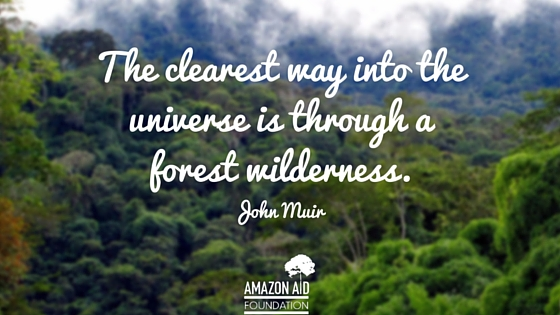 The clearest way into the
universe is through a
forest wilderness.
John Muir
AMAZON AID
FOUNDATION